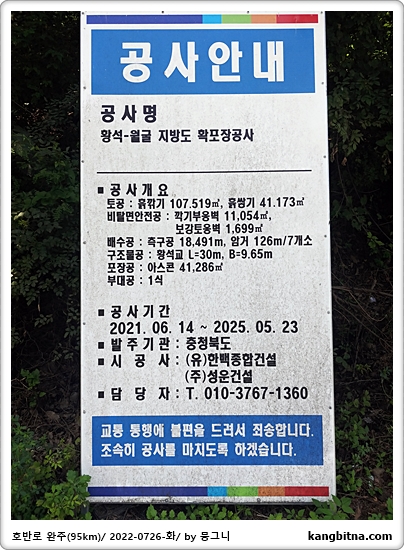 공사안내
공사명
황석-월굴 지방도 확포장공사
■ 공사개요
토공 : 흙깎기 107.519㎥, 흙쌓기 41.173㎥
비탈면안전공 : 깍기부옹벽 11,054㎡,
보강토옹벽 1,699㎡
배수공 : 측구공 18,491m, 암거 126m/7개소
구조물공 : 황석교 L=30m, B=9.65m
포장공 : 아스콘 41,286㎡
부대공 : 1식
■ 공사기간
2021. 06. 14 ~ 2025. 05. 23
■ 발주기관 : 충청북도
■ 시 공 사 : (유)한백종합건설
(주)성운건설
■ 담 당 자 : T. 010-3767-1360
교통 통행에 불편을 드려서 죄송합니다.
조속히 공사를 마치도록 하겠습니다.
호반로 완주(95km)/ 2022-0726-화/ by 뭉그니
kangbitna.com